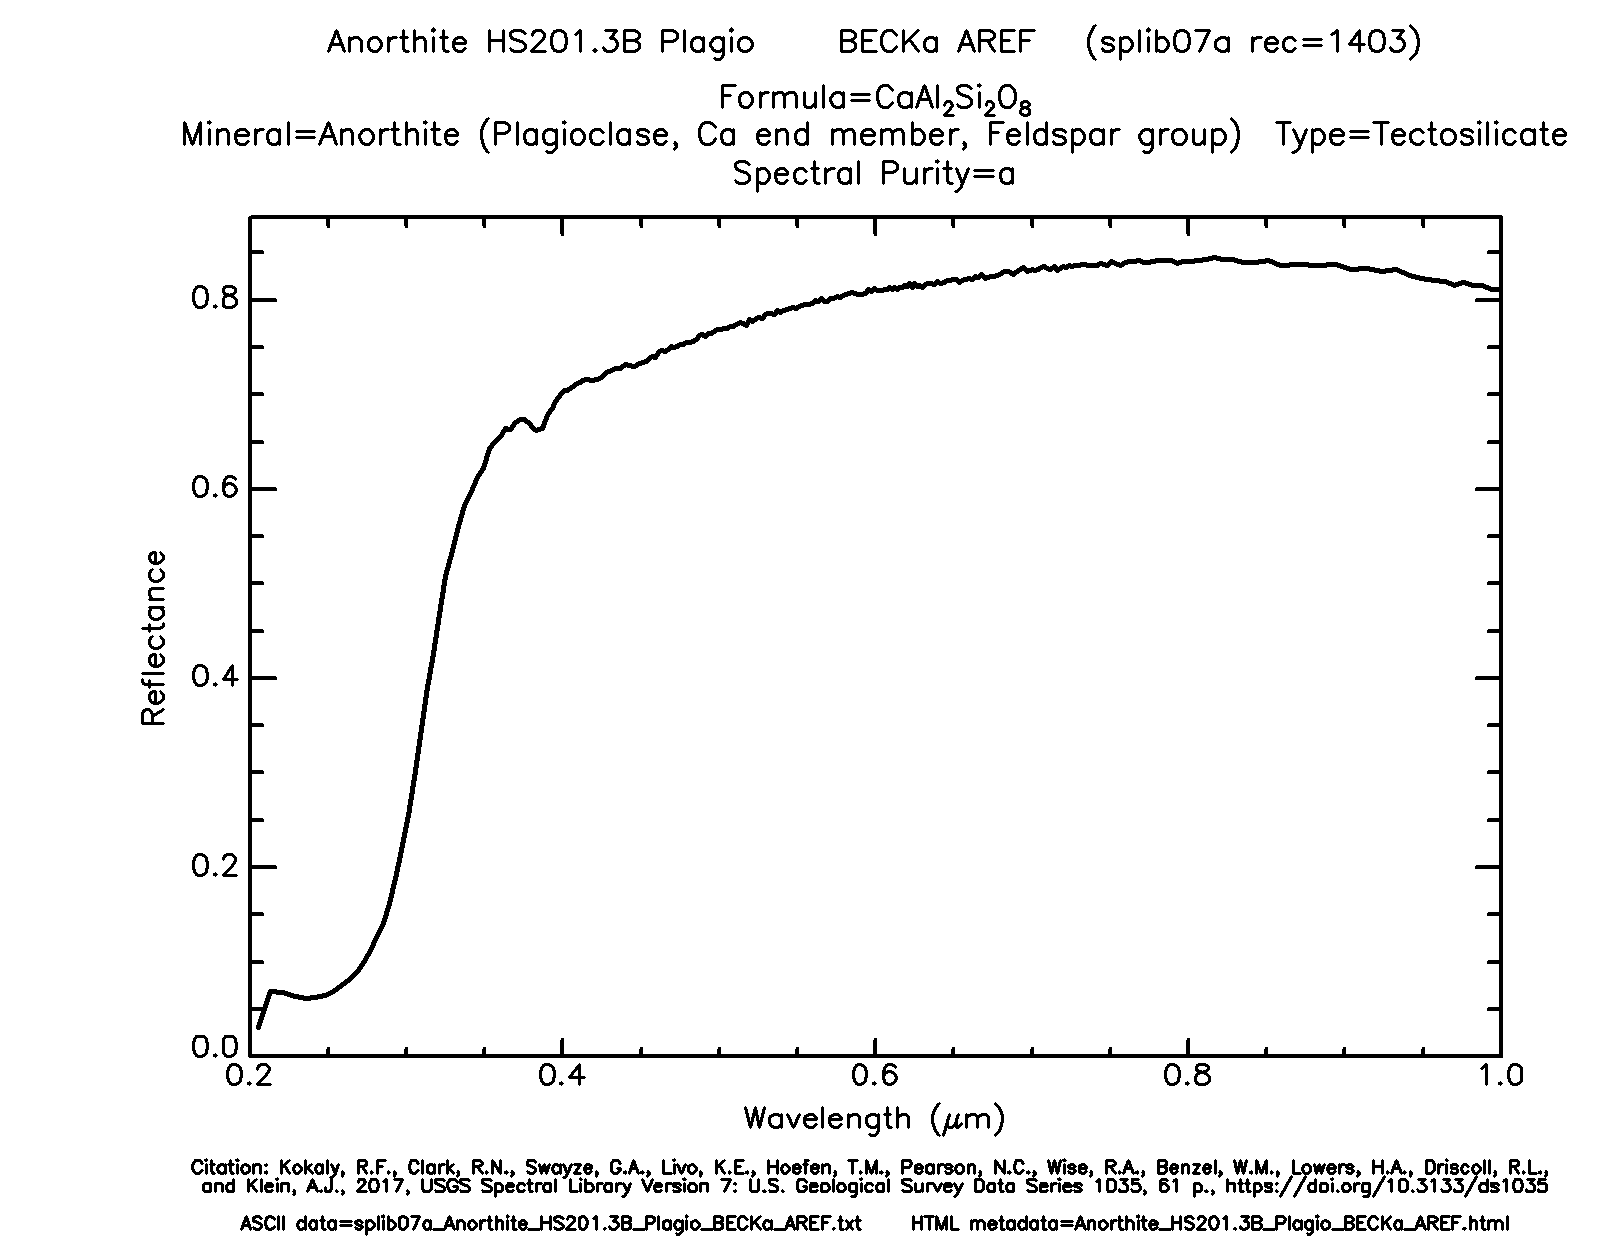 Anorthite HS201.3B Plagio BECKa AREF (splib07a rec=1403)
Formula=CaAl₂Si₂O₈
Mineral=Anorthite (Plagioclase, Ca end member, Feldspar group) Type=Tectosilicate
Spectral Purity=a
0.8
0.6
0.4
0.2
0.0
Reflectance
0.2 0.4 0.6 0.8 1.0
Wavelength (μm)
Citation: Kokaly, R.F., Clark, R.N., Swayze, G.A., Livo, K.E., Hoefen, T.M., Pearson, N.C., Wise, R.A., Benzel, W.M., Lowers, H.A., Driscoll, R.L.,
and Klein, A.J., 2017, USGS Spectral Library Version 7: U.S. Geological Survey Data Series 1035, 61 p., https://doi.org/10.3133/ds1035
ASCII data=splib07a_Anorthite_HS201.3B_Plagio_BECKa_AREF.txt HTML metadata=Anorthite_HS201.3B_Plagio_BECKa_AREF.html